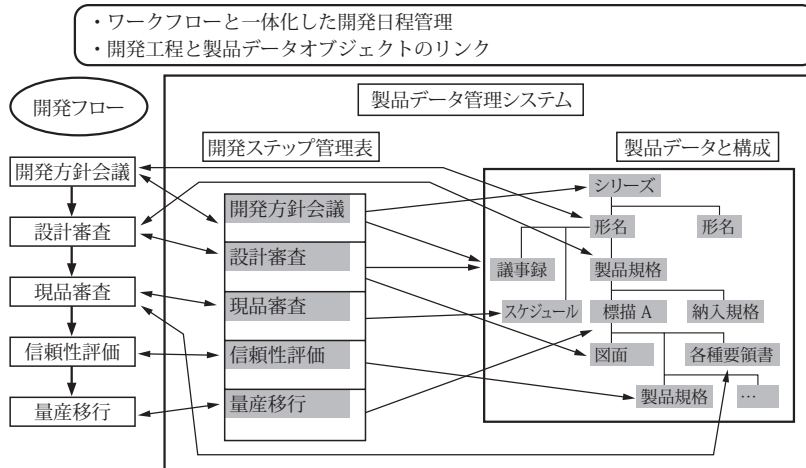 ・ワークフローと一体化した開発日程管理
・開発工程と製品データオブジェクトのリンク
開発フロー
製品データ管理システム
開発ステップ管理表
製品データと構成
開発方針会議
設計審査
現品審査
信頼性評価
量産移行
開発方針会議
設計審査
現品審査
信頼性評価
量産移行
シリーズ
形名
形名
議事録
製品規格
スケジュール
標描 A
納入規格
図面
各種要領書
製品規格
…